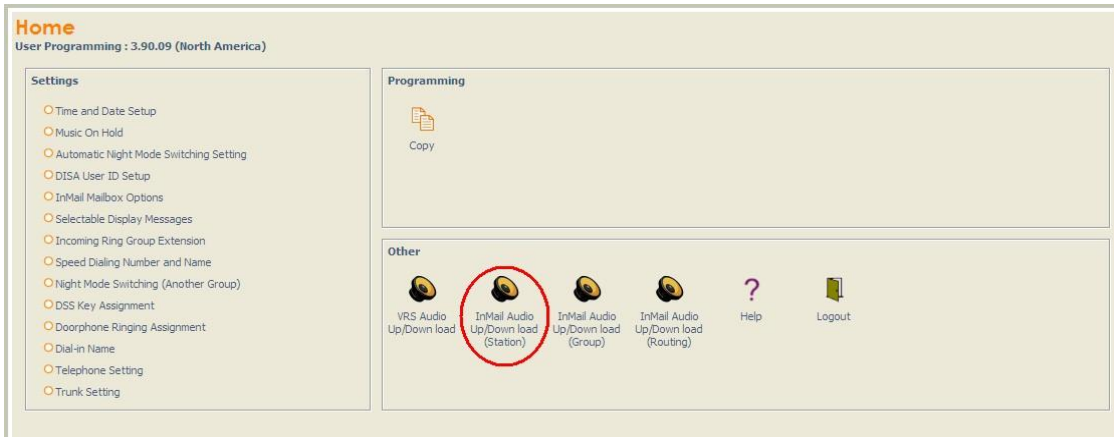 Home
User Programming : 3.90.09 (North America)
Settings
Time and Date Setup
Music On Hold
Automatic Night Mode Switching Setting
DISA User ID Setup
InMail Mailbox Options
Selectable Display Messages
Incoming Ring Group Extension
Speed Dialing Number and Name
Night Mode Switching (Another Group)
DSS Key Assignment
Doorphone Ringing Assignment
Dial-in Name
Telephone Setting
Trunk Setting
Programming
Copy
Other
VRS Audio
Up/Down load
InMail Audio
Up/Down load
(Station)
InMail Audio
Up/Down load
(Group)
InMail Audio
Up/Down load
(Routing)
Help
Logout